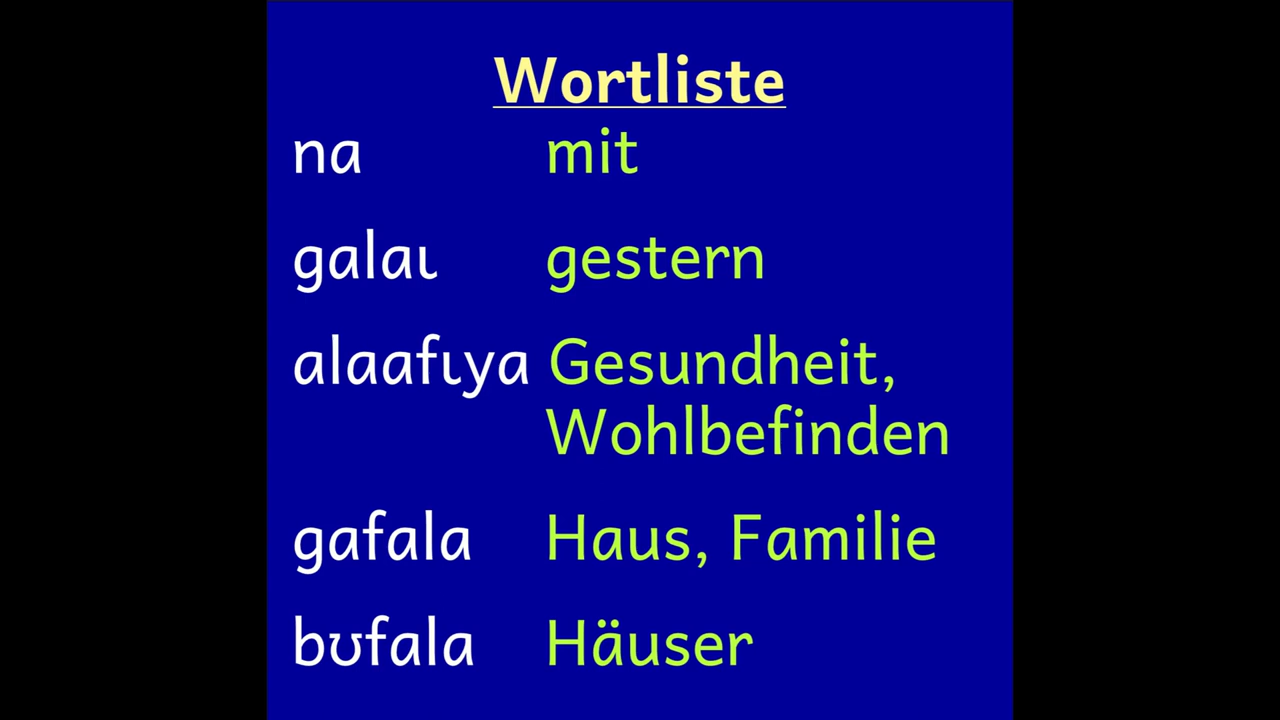 Wortliste
na mit
galaɩ gestern
alaafɩya Gesundheit,
Wohlbefinden
gafala Haus, Familie
bʊfala Häuser